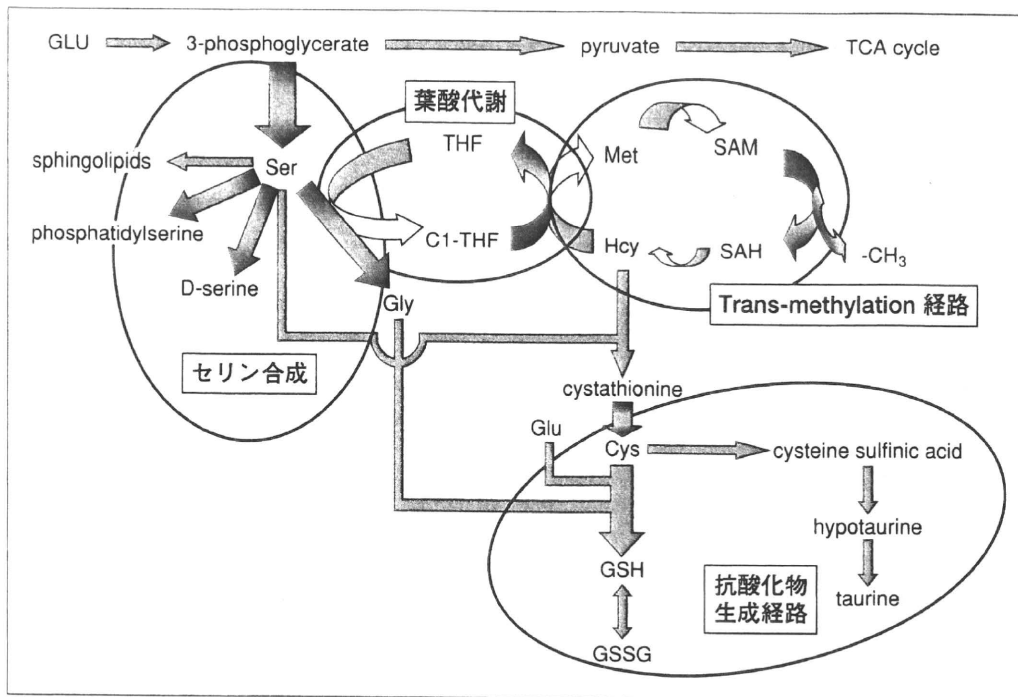 GLU 3-phosphoglycerate pyruvate TCA cycle
葉酸代謝
sphingolipids Ser THF Met SAM
phosphatidylserine C1-THF Hcy SAH -CH₃
D-serine
Gly Trans-methylation 経路
セリン合成
cystathionine
Glu Cys cysteine sulfinic acid
hypotaurine
GSH
抗酸化物
生成経路
taurine
GSSG